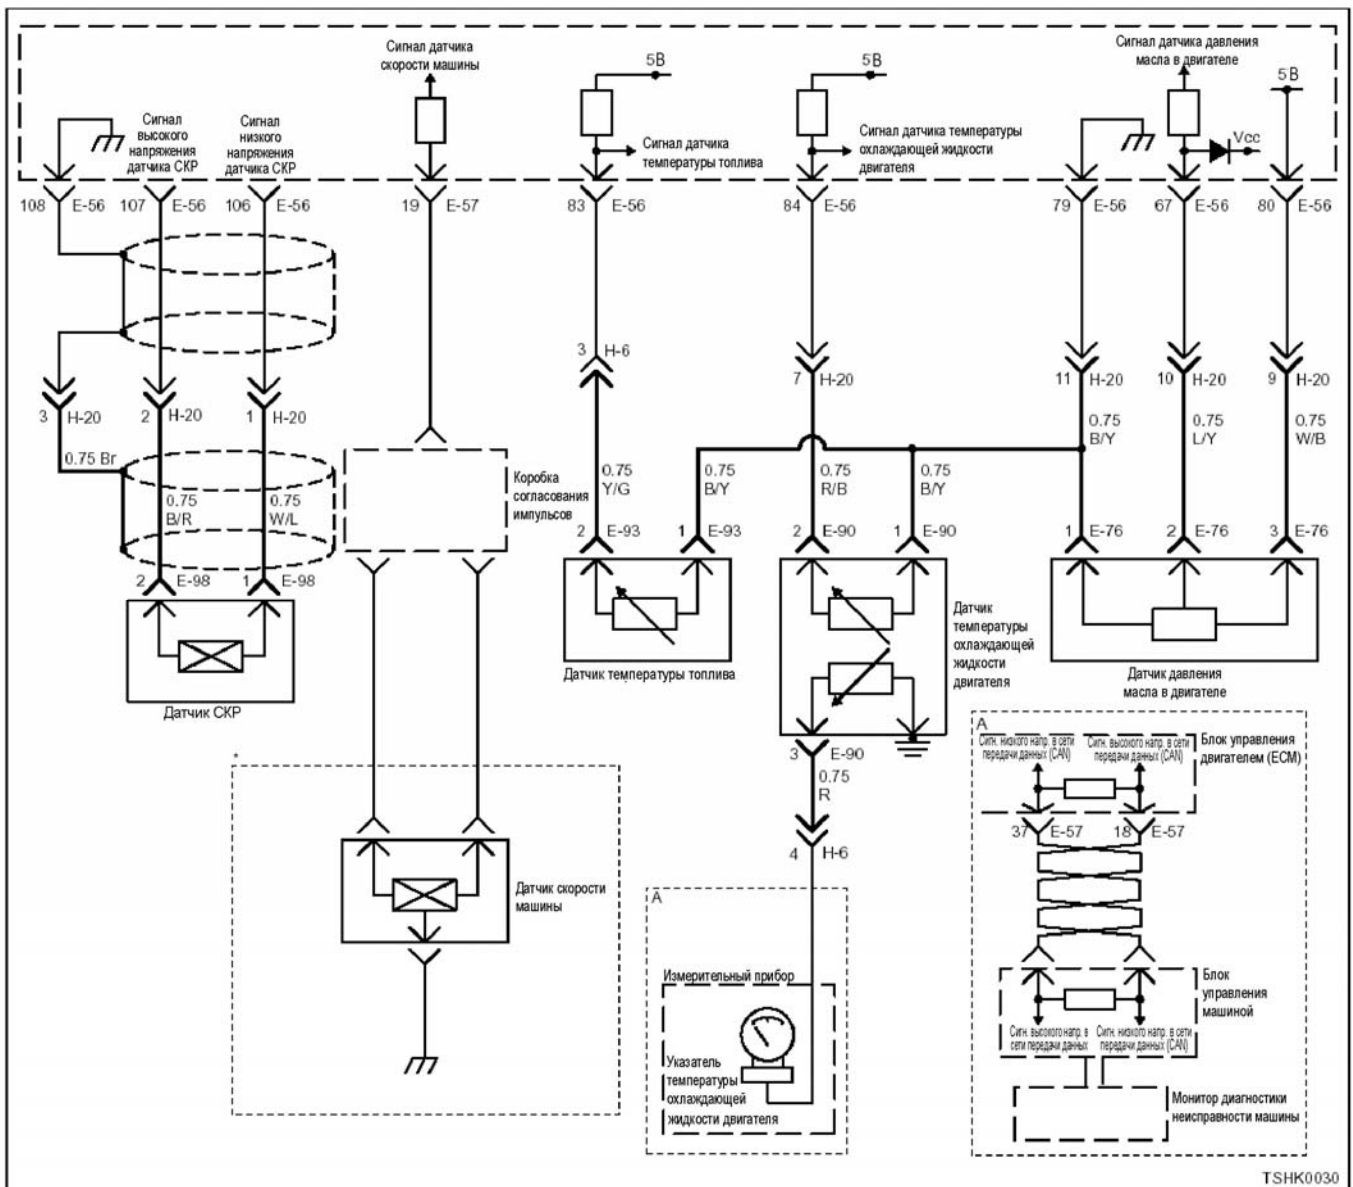 Сигнал датчика
скорости машины
5В
5В
Сигнал датчика давления
масла в двигателе
5В
Сигнал
высокого
напряжения
датчика СКР
Сигнал
низкого
напряжения
датчика СКР
Сигнал датчика
температуры топлива
Сигнал датчика температуры
охлаждающей жидкости
двигателя
Vcc
108 E-56 107 E-56 106 E-56 19 E-57 83 E-56 84 E-56 79 E-56 67 E-56 80 E-56
3 H-6
7 H-20 11 H-20 10 H-20 9 H-20
3 H-20 2 H-20 1 H-20
0.75 Br
0.75
B/R
0.75
W/L
Коробка
согласования
импульсов
0.75
Y/G
0.75
B/Y
0.75
R/B
0.75
B/Y
0.75
B/Y
0.75
L/Y
0.75
W/B
2 E-93 1 E-93 2 E-90 1 E-90 1 E-76 2 E-76 3 E-76
2 E-98 1 E-98
Датчик СКР
Датчик температуры топлива
Датчик
температуры
охлаждающей
жидкости
двигателя
Датчик давления
масла в двигателе
3 E-90
0.75
R
4 H-6
*
Датчик скорости
машины
A
Измерительный прибор
Указатель
температуры
охлаждающей
жидкости двигателя
A
Сигн. низкого напр. в сети
передачи данных (CAN)
Сигн. высокого напр. в сети
передачи данных (CAN)
Блок управления
двигателем (ECM)
37 E-57 18 E-57
Блок
управления
машиной
Сигн. высокого напр. в
сети передачи данных
Сигн. низкого напр. в сети
передачи данных (CAN)
Монитор диагностики
неисправности машины
TSHK0030